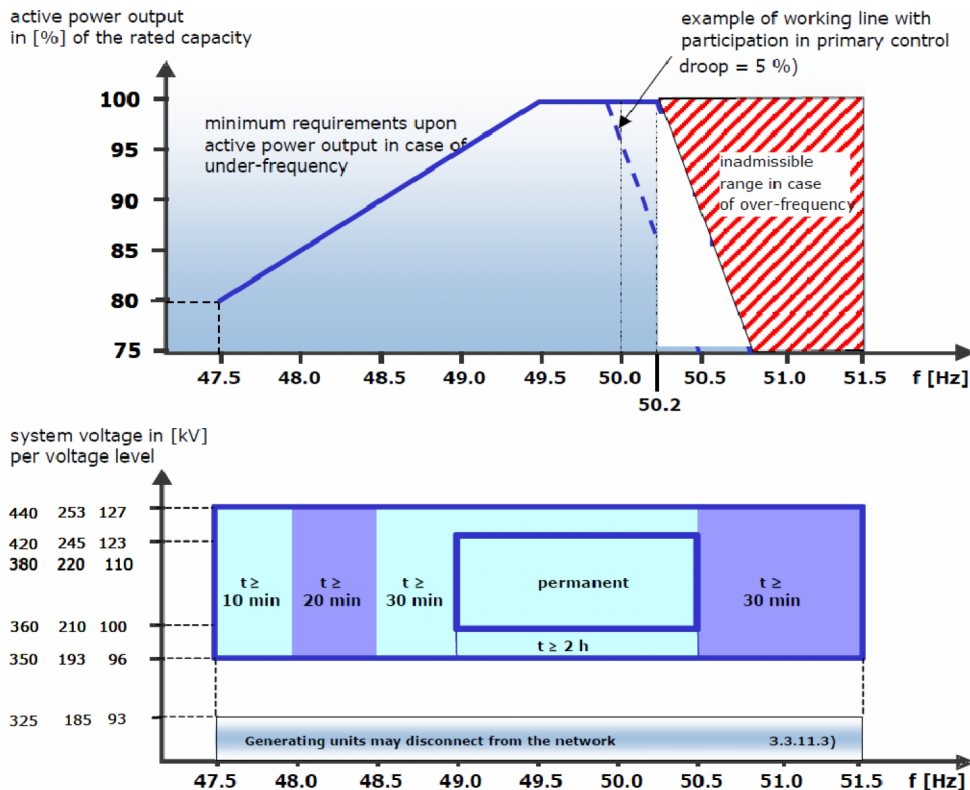 active power output
in [%] of the rated capacity
example of working line with
participation in primary control
droop = 5 %)
100
95
90
85
80
75
minimum requirements upon
active power output in case of
under-frequency
inadmissible
range in case
of over-frequency
47.5 48.0 48.5 49.0 49.5 50.0 50.5 51.0 51.5 f [Hz]
50.2
system voltage in [kV]
per voltage level
440 253 127
420 245 123
380 220 110
360 210 100
350 193 96
325 185 93
t ≥
10 min
t ≥
20 min
t ≥
30 min
permanent
t ≥ 2 h
t ≥
30 min
Generating units may disconnect from the network 3.3.11.3)
47.5 48.0 48.5 49.0 49.5 50.0 50.5 51.0 51.5 f [Hz]